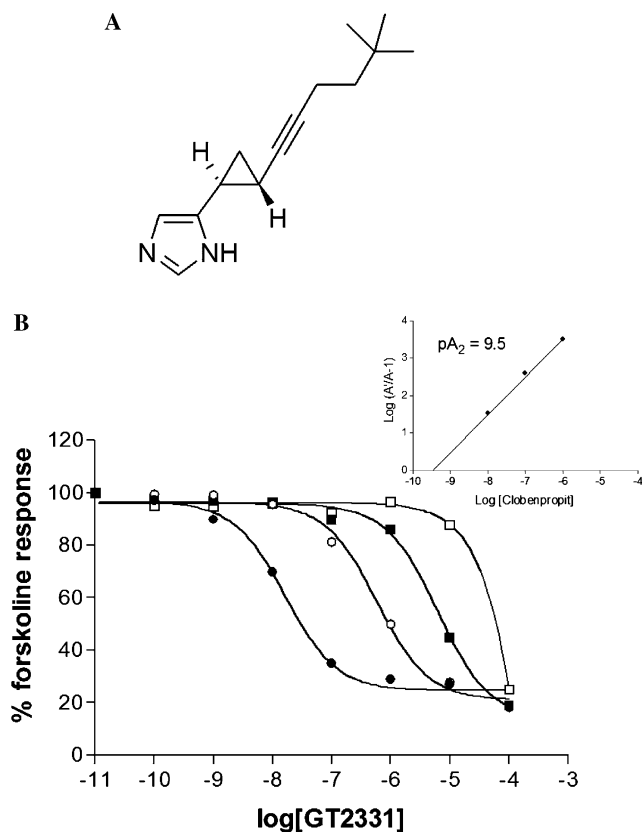 A
H
H
N
NH
B
pA2 = 9.5
Log (A'/A-1)
4
3
2
1
0
-10 -9 -8 -7 -6 -5 -4
Log [Clobenpropit]
% forskoline response
120
100
80
60
40
20
0
-11 -10 -9 -8 -7 -6 -5 -4 -3
log[GT2331]